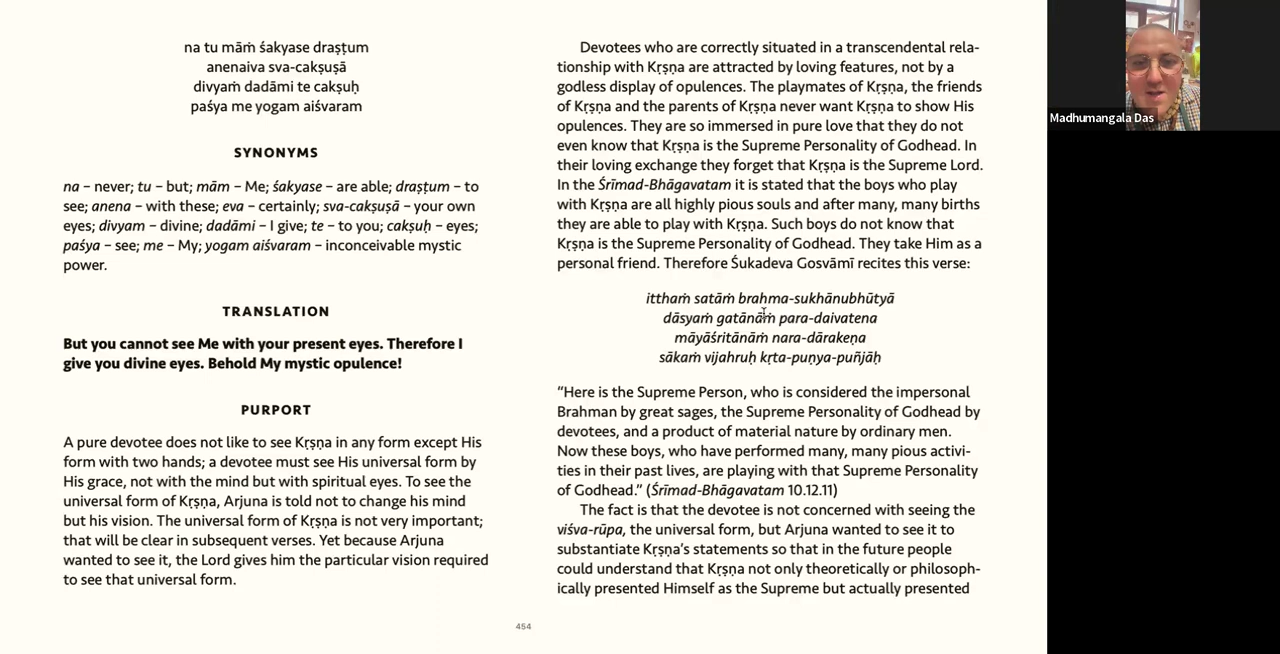 na tu māṁ śakyase draṣṭum
anenaiva sva-cakṣuṣā
divyaṁ dadāmi te cakṣuḥ
paśya me yogam aiśvaram
SYNONYMS
na – never; tu – but; mām – Me; śakyase – are able; draṣṭum – to
see; anena – with these; eva – certainly; sva-cakṣuṣā – your own
eyes; divyam – divine; dadāmi – I give; te – to you; cakṣuḥ – eyes;
paśya – see; me – My; yogam aiśvaram – inconceivable mystic
power.
TRANSLATION
But you cannot see Me with your present eyes. Therefore I
give you divine eyes. Behold My mystic opulence!
PURPORT
A pure devotee does not like to see Kṛṣṇa in any form except His
form with two hands; a devotee must see His universal form by
His grace, not with the mind but with spiritual eyes. To see the
universal form of Kṛṣṇa, Arjuna is told not to change his mind
but his vision. The universal form of Kṛṣṇa is not very important;
that will be clear in subsequent verses. Yet because Arjuna
wanted to see it, the Lord gives him the particular vision required
to see that universal form.
Devotees who are correctly situated in a transcendental rela-
tionship with Kṛṣṇa are attracted by loving features, not by a
godless display of opulences. The playmates of Kṛṣṇa, the friends
of Kṛṣṇa and the parents of Kṛṣṇa never want Kṛṣṇa to show His
opulences. They are so immersed in pure love that they do not
even know that Kṛṣṇa is the Supreme Personality of Godhead. In
their loving exchange they forget that Kṛṣṇa is the Supreme Lord.
In the Śrīmad-Bhāgavatam it is stated that the boys who play
with Kṛṣṇa are all highly pious souls and after many, many births
they are able to play with Kṛṣṇa. Such boys do not know that
Kṛṣṇa is the Supreme Personality of Godhead. They take Him as a
personal friend. Therefore Śukadeva Gosvāmī recites this verse:
itthaṁ satāṁ brahma-sukhānubhūtyā
dāsyaṁ gatānāṁ para-daivatena
māyāśritānāṁ nara-dārakeṇa
sākaṁ vijahruḥ kṛta-puṇya-puñjāḥ
“Here is the Supreme Person, who is considered the impersonal
Brahman by great sages, the Supreme Personality of Godhead by
devotees, and a product of material nature by ordinary men.
Now these boys, who have performed many, many pious activi-
ties in their past lives, are playing with that Supreme Personality
of Godhead.” (Śrīmad-Bhāgavatam 10.12.11)
The fact is that the devotee is not concerned with seeing the
viśva-rūpa, the universal form, but Arjuna wanted to see it to
substantiate Kṛṣṇa’s statements so that in the future people
could understand that Kṛṣṇa not only theoretically or philosoph-
ically presented Himself as the Supreme but actually presented
454
Madhumangala Das